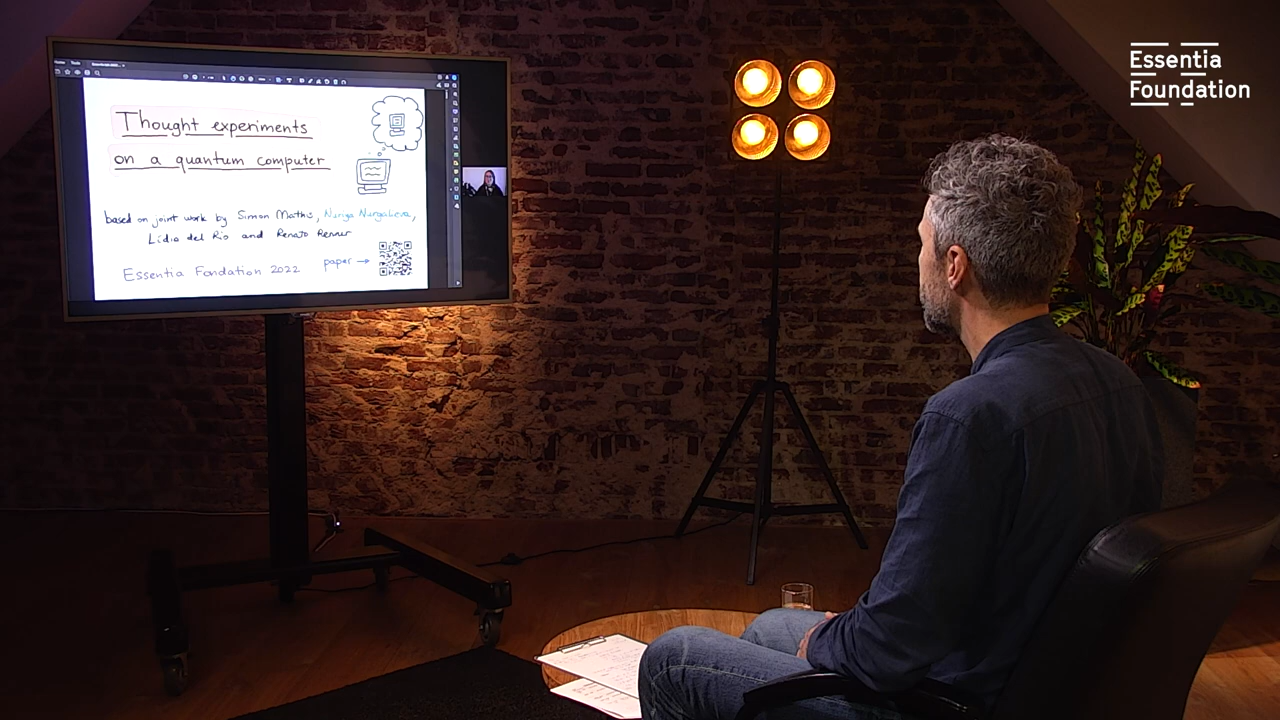 Essentia
Foundation
Thought experiments
on a quantum computer
based on joint work by Simon Mathis, Nuriya Nurgalieva,
Lídia del Rio and Renato Renner
paper →
Essentia Fondation 2022